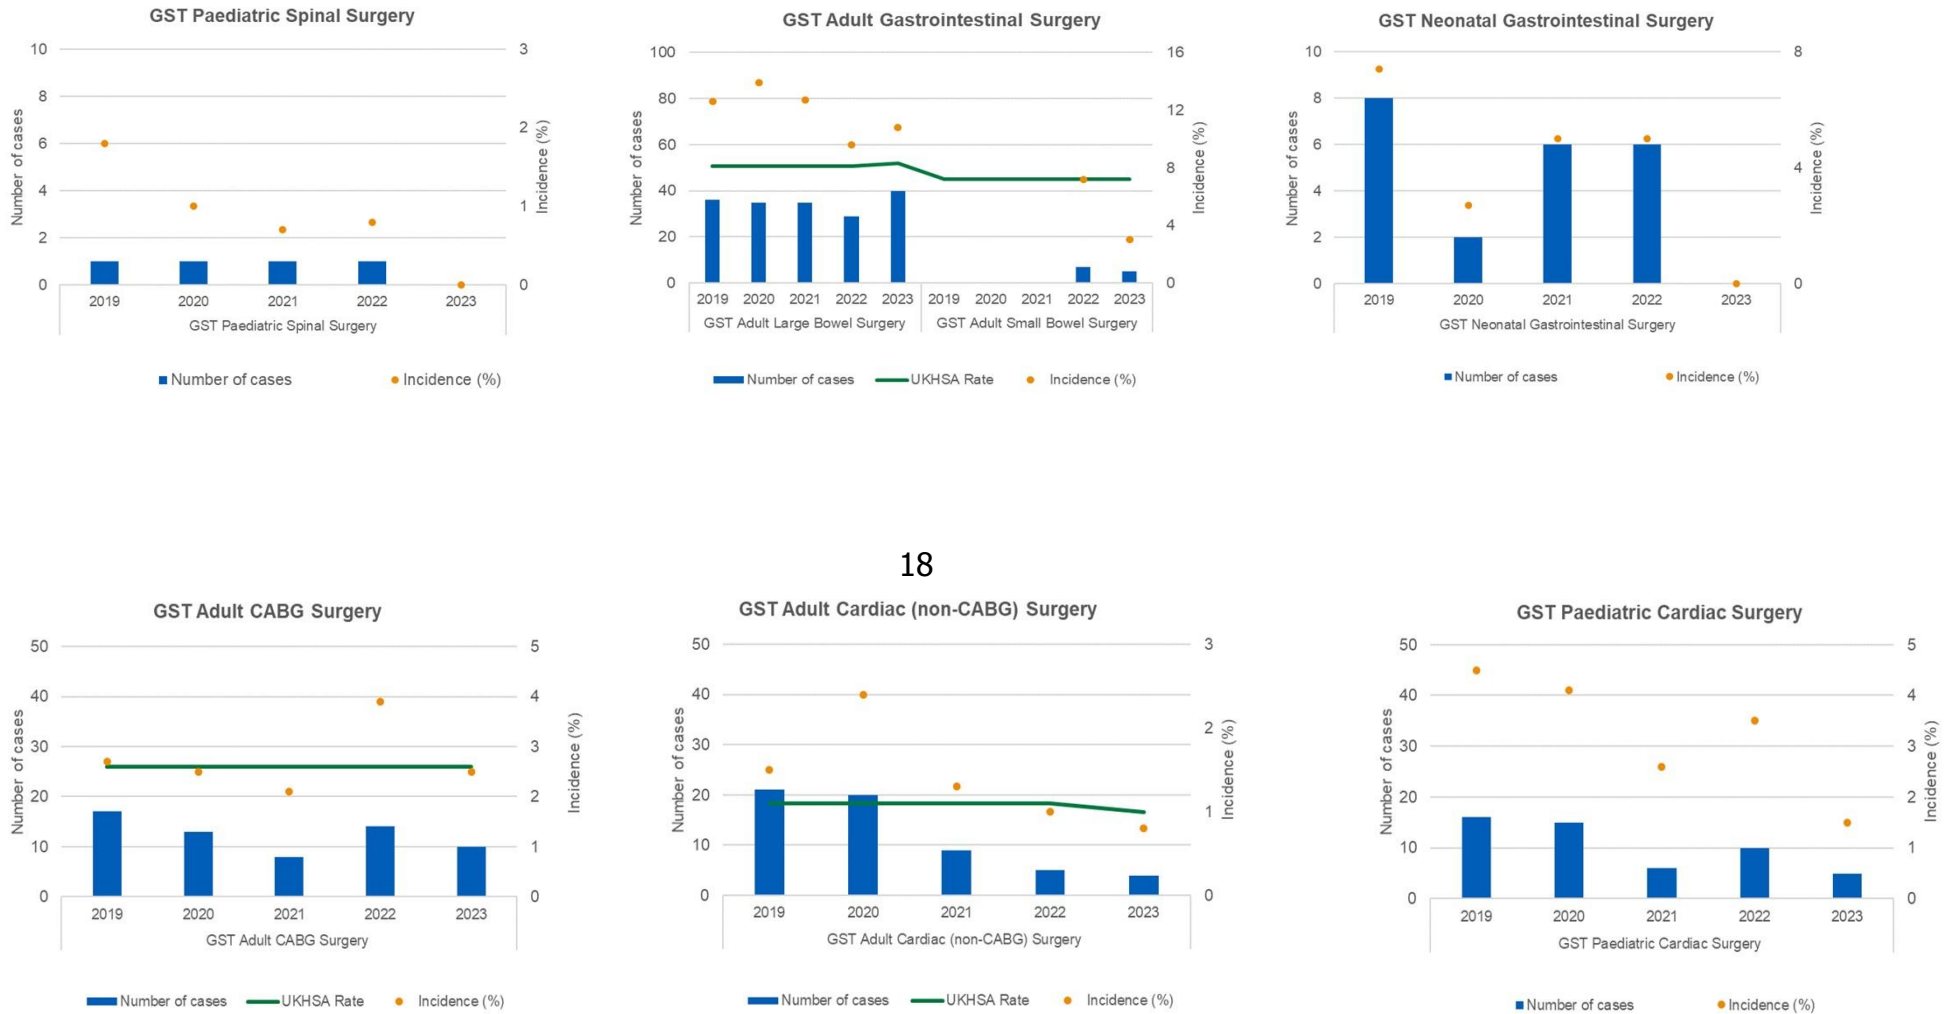 GST Paediatric Spinal Surgery
10
8
6
4
2
0
3
2
1
0
Number of cases
Incidence (%)
2019 2020 2021 2022 2023
GST Paediatric Spinal Surgery
Number of cases Incidence (%)
GST Adult Gastrointestinal Surgery
100
80
60
40
20
0
16
12
8
4
0
Number of cases
Incidence (%)
2019 2020 2021 2022 2023 2019 2020 2021 2022 2023
GST Adult Large Bowel Surgery GST Adult Small Bowel Surgery
Number of cases UKHSA Rate Incidence (%)
GST Neonatal Gastrointestinal Surgery
10
8
6
4
2
0
8
4
0
Number of cases
Incidence (%)
2019 2020 2021 2022 2023
GST Neonatal Gastrointestinal Surgery
Number of cases Incidence (%)
18
GST Adult CABG Surgery
50
40
30
20
10
0
5
4
3
2
1
0
Number of cases
Incidence (%)
2019 2020 2021 2022 2023
GST Adult CABG Surgery
Number of cases UKHSA Rate Incidence (%)
GST Adult Cardiac (non-CABG) Surgery
50
40
30
20
10
0
3
2
1
0
Number of cases
Incidence (%)
2019 2020 2021 2022 2023
GST Adult Cardiac (non-CABG) Surgery
Number of cases UKHSA Rate Incidence (%)
GST Paediatric Cardiac Surgery
50
40
30
20
10
0
5
4
3
2
1
0
Number of cases
Incidence (%)
2019 2020 2021 2022 2023
GST Paediatric Cardiac Surgery
Number of cases Incidence (%)